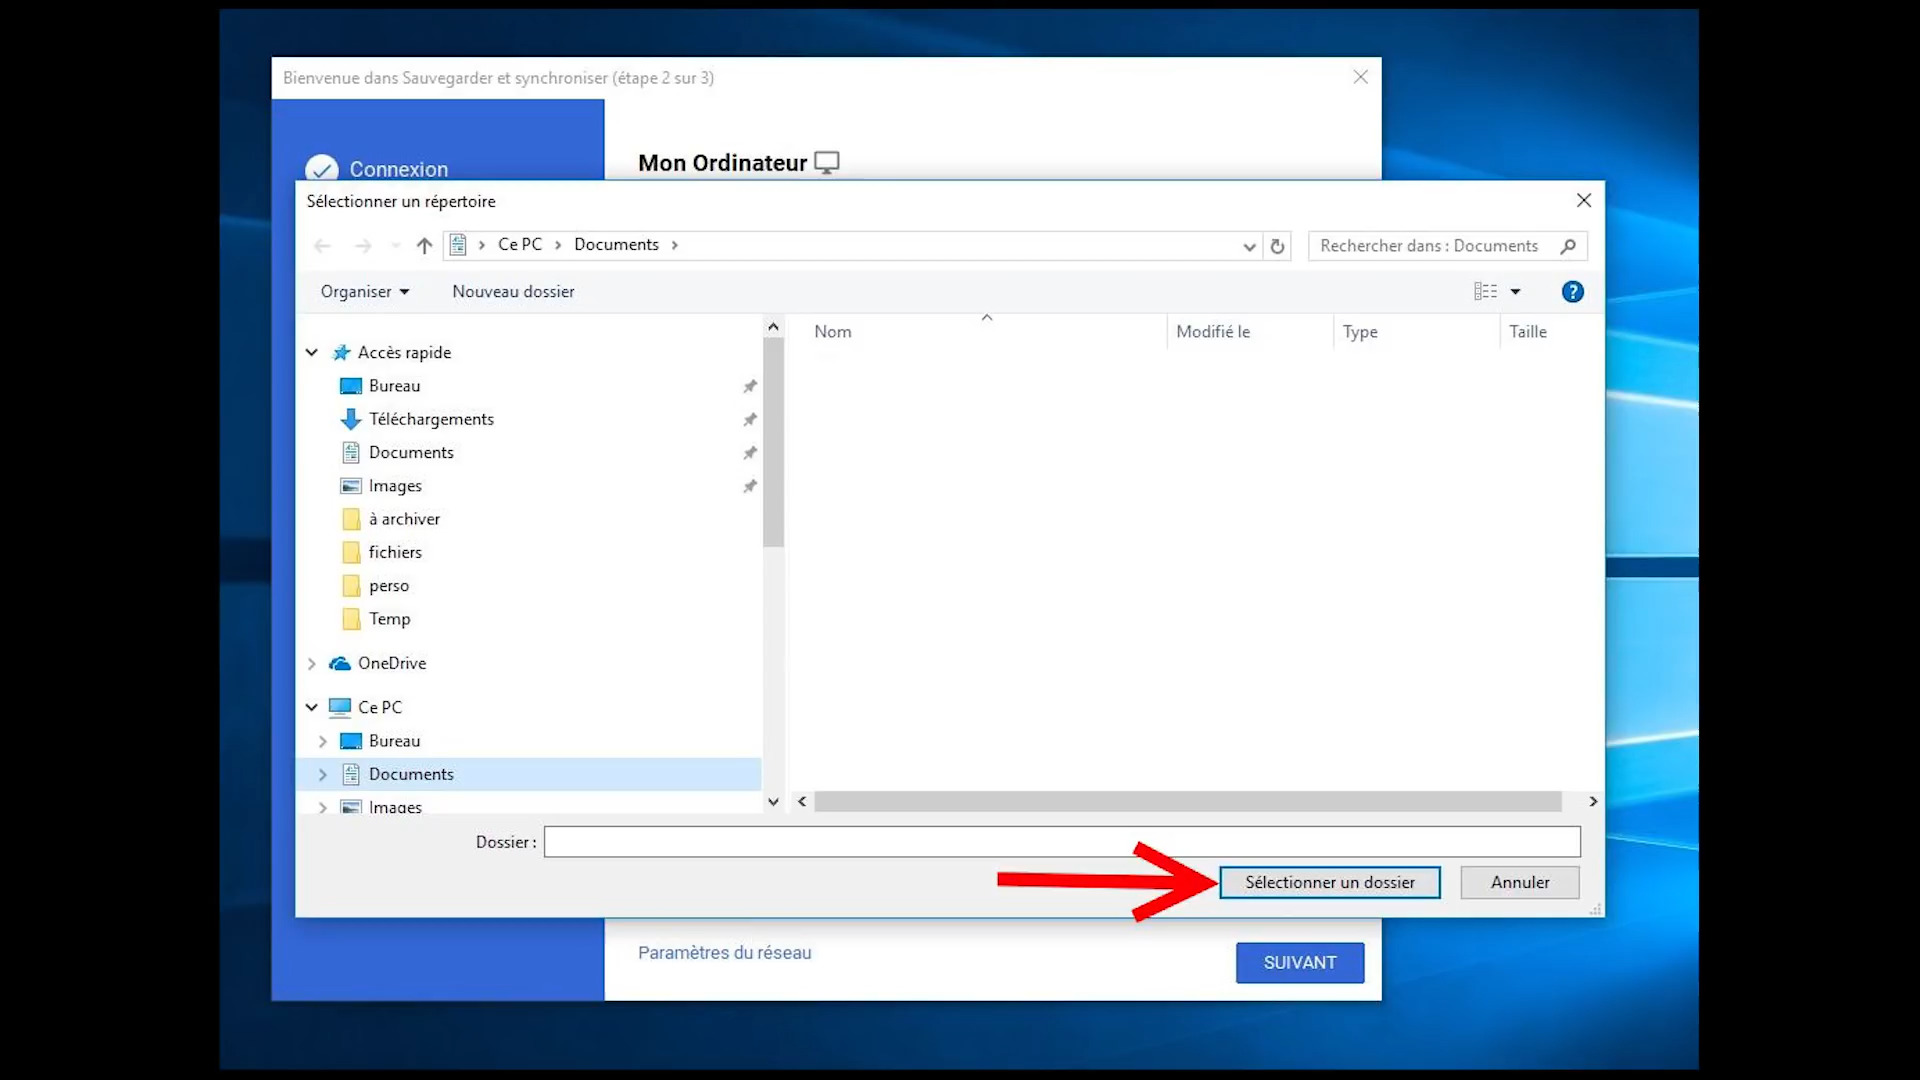 Bienvenue dans Sauvegarder et synchroniser (étape 2 sur 3)
Connexion
Mon Ordinateur
Sélectionner un répertoire
Ce PC
Documents
Rechercher dans : Documents
Organiser
Nouveau dossier
?
Nom
Modifié le
Type
Taille
Accès rapide
Bureau
Téléchargements
Documents
Images
à archiver
fichiers
perso
Temp
OneDrive
Ce PC
Bureau
Documents
Images
Dossier :
Sélectionner un dossier
Annuler
Paramètres du réseau
SUIVANT